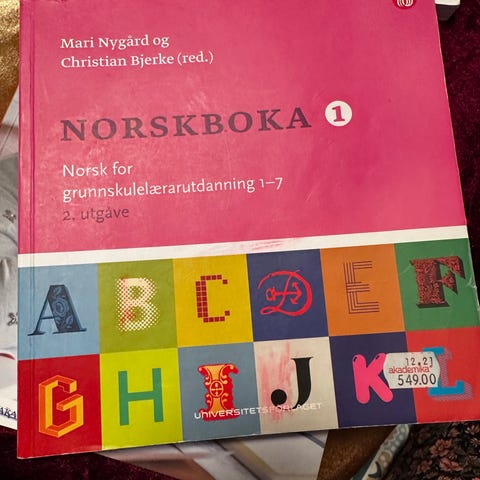 Mari Nygård og
Christian Bjerke (red.)
NORSKBOKA 1
Norsk for
grunnskulelærarutdanning 1–7
2. utgåve
A B C D E F
G H I J K L
12,23
akademika
549.00
UNIVERSITETSFORLAGET